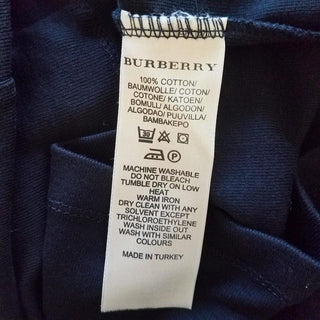 BURBERRY
100% COTTON/
BAUMWOLLE/ COTON/
COTONE/ KATOEN/
BOMULL/ ALGODON/
ALGODAO/ PUUVILLA/
BAMBAKEPO
30
P
MACHINE WASHABLE
DO NOT BLEACH
TUMBLE DRY ON LOW
HEAT
WARM IRON
DRY CLEAN WITH ANY
SOLVENT EXCEPT
TRICHLOROETHYLENE
WASH INSIDE OUT
WASH WITH SIMILAR
COLOURS
MADE IN TURKEY